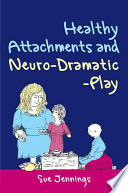 Healthy
Attachments and
Neuro-Dramatic
-Play
Sue Jennings